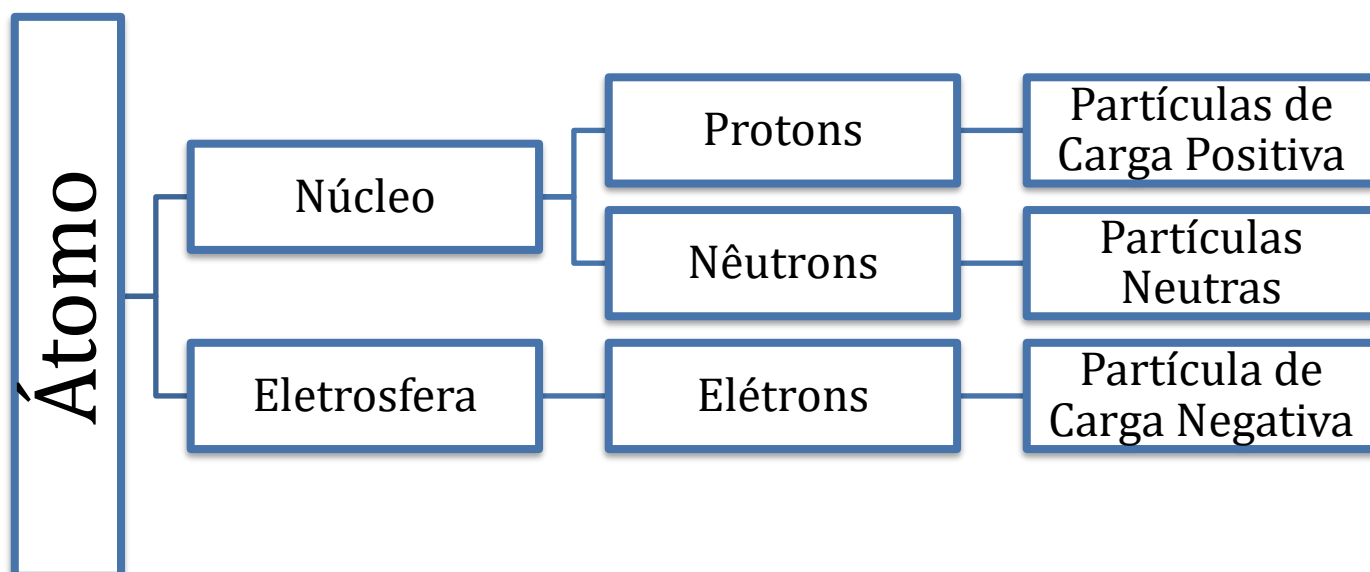 Átomo
Núcleo
Protons
Partículas de
Carga Positiva
Nêutrons
Partículas
Neutras
Eletrosfera
Elétrons
Partícula de
Carga Negativa